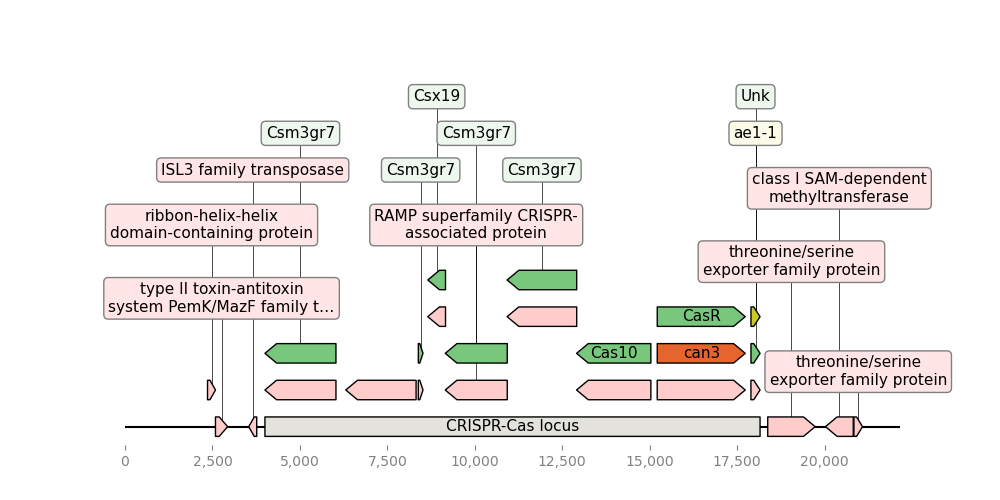 Csx19
Unk
Csm3gr7
Csm3gr7
ae1-1
ISL3 family transposase
Csm3gr7
Csm3gr7
class I SAM-dependent
methyltransferase
ribbon-helix-helix
domain-containing protein
RAMP superfamily CRISPR-
associated protein
threonine/serine
exporter family protein
type II toxin-antitoxin
system PemK/MazF family t...
CasR
Cas10
can3
threonine/serine
exporter family protein
CRISPR-Cas locus
0
2,500
5,000
7,500
10,000
12,500
15,000
17,500
20,000